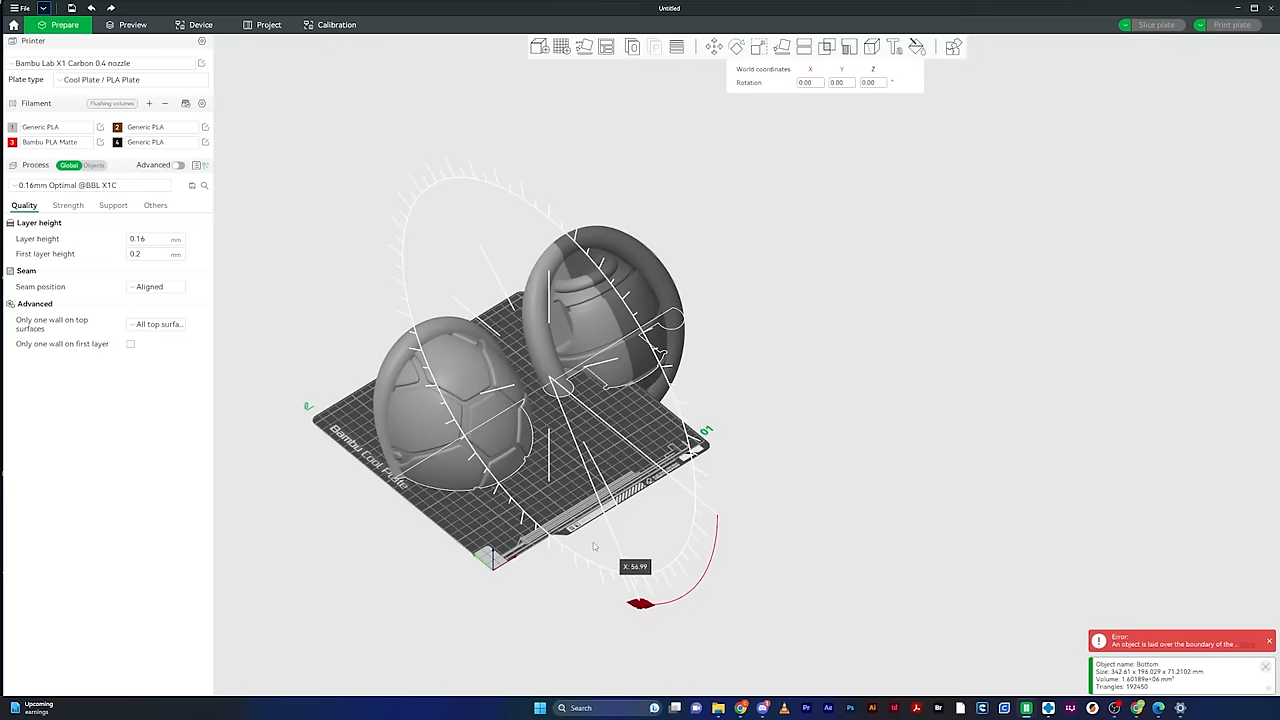 File
Untitled
Prepare
Preview
Device
Project
Calibration
Slice plate
Print plate
Printer
Bambu Lab X1 Carbon 0.4 nozzle
Plate type
Cool Plate / PLA Plate
Filament
Flushing volumes
1 Generic PLA
2 Generic PLA
3 Bambu PLA Matte
4 Generic PLA
Process
Global
Objects
Advanced
0.16mm Optimal @BBL X1C
Quality
Strength
Support
Others
Layer height
Layer height 0.16 mm
First layer height 0.2 mm
Seam
Seam position Aligned
Advanced
Only one wall on top
surfaces
All top surfa...
Only one wall on first layer
World coordinates X Y Z
Rotation 0.00 0.00 0.00 °
Bambu Cool Plate
01
X: 56.99
Error:
An object is laid over the boundary of the ..
Object name: Bottom
Size: 342.61 x 196.029 x 71.2102 mm
Volume: 1.60189e+06 mm³
Triangles: 192450
Upcoming
earnings
Search